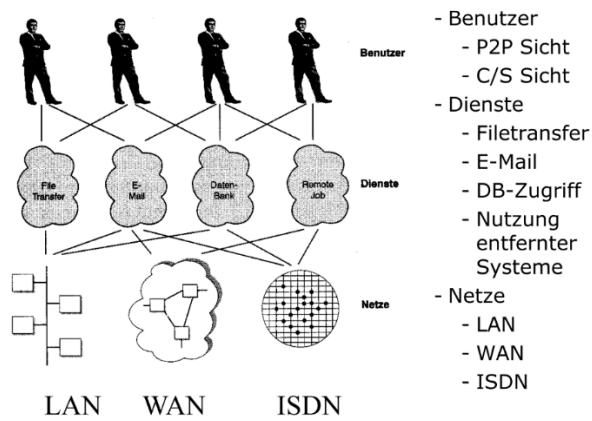 Benutzer
File
Transfer
E-
Mail
Daten-
Bank
Remote
Job
Dienste
Netze
LAN
WAN
ISDN
- Benutzer
- P2P Sicht
- C/S Sicht
- Dienste
- Filetransfer
- E-Mail
- DB-Zugriff
- Nutzung
entfernter
Systeme
- Netze
- LAN
- WAN
- ISDN